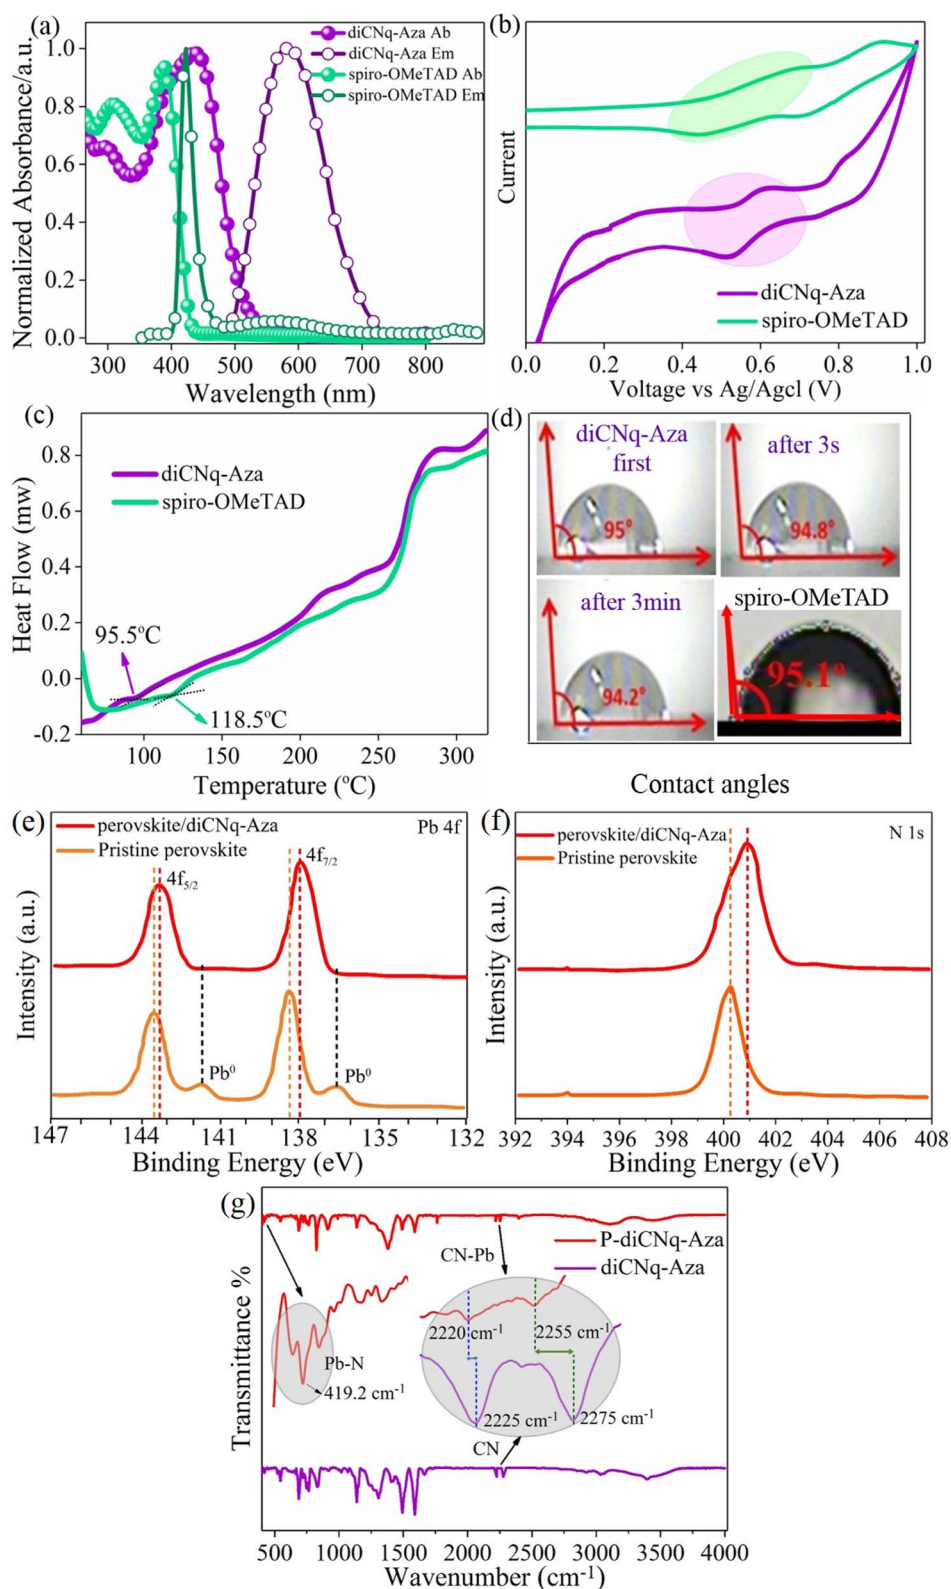 (a)
diCNq-Aza Ab
diCNq-Aza Em
spiro-OMeTAD Ab
spiro-OMeTAD Em
Normalized Absorbance/a.u.
1.0
0.8
0.6
0.4
0.2
0.0
300 400 500 600 700 800
Wavelength (nm)
(b)
Current
diCNq-Aza
spiro-OMeTAD
0.0 0.2 0.4 0.6 0.8 1.0
Voltage vs Ag/Agcl (V)
(c)
diCNq-Aza
spiro-OMeTAD
Heat Flow (mw)
0.8
0.6
0.4
0.2
-0.0
-0.2
95.5ºC
118.5ºC
100 150 200 250 300
Temperature (ºC)
(d)
diCNq-Aza
first
95°
after 3s
94.8°
after 3min
94.2°
spiro-OMeTAD
95.1°
Contact angles
(e)
perovskite/diCNq-Aza
Pristine perovskite
Pb 4f
4f5/2
4f7/2
Pb⁰
Pb⁰
Intensity (a.u.)
147 144 141 138 135 132
Binding Energy (eV)
(f)
perovskite/diCNq-Aza
Pristine perovskite
N 1s
Intensity (a.u.)
392 394 396 398 400 402 404 406 408
Binding Energy (eV)
(g)
P-diCNq-Aza
diCNq-Aza
CN-Pb
2220 cm⁻¹
2255 cm⁻¹
Pb-N
419.2 cm⁻¹
2225 cm⁻¹
2275 cm⁻¹
CN
Transmittance %
500 1000 1500 2000 2500 3000 3500 4000
Wavenumber (cm⁻¹)